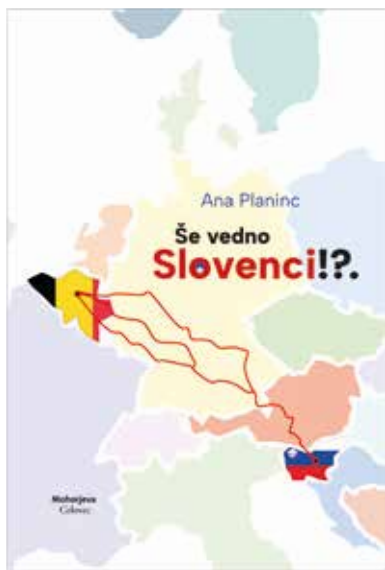 Ana Planinc
Še vedno
Slovenci!?.
Mohorjeva
Celovec